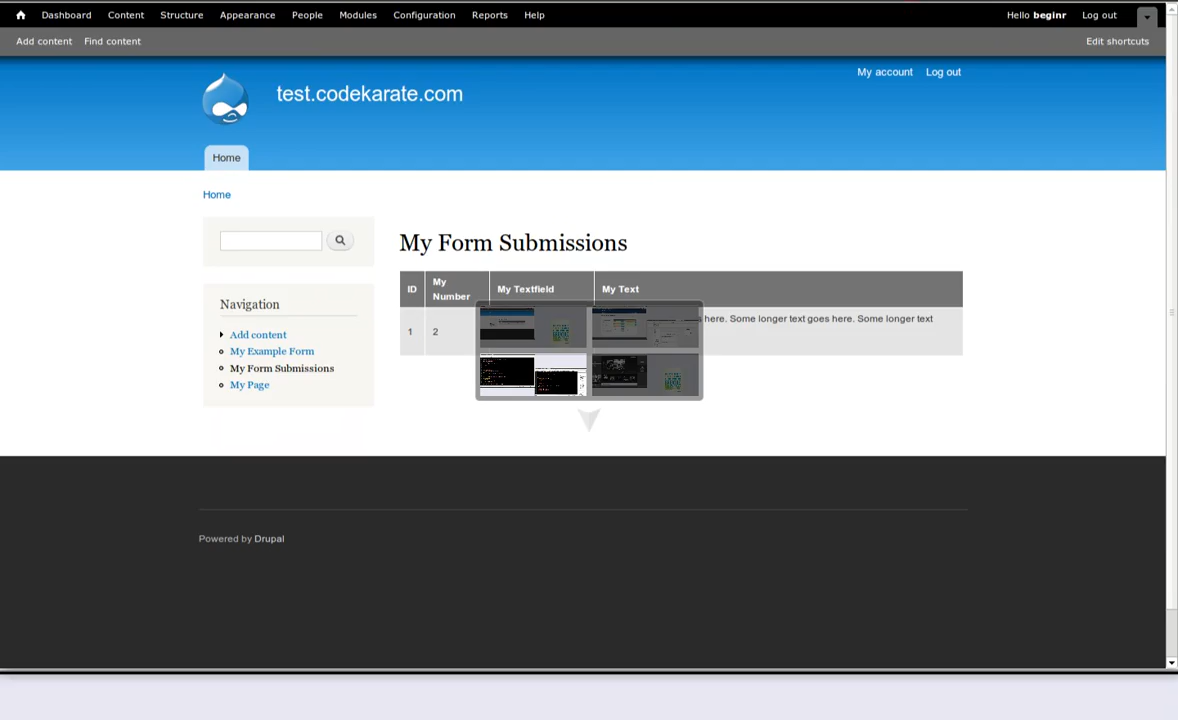 Dashboard Content Structure Appearance People Modules Configuration Reports Help Hello beginr Log out
Add content Find content Edit shortcuts
My account Log out
test.codekarate.com
Home
Home
My Form Submissions
ID My Number My Textfield My Text
1 2 here. Some longer text goes here. Some longer text
Navigation
Add content
My Example Form
My Form Submissions
My Page
Powered by Drupal